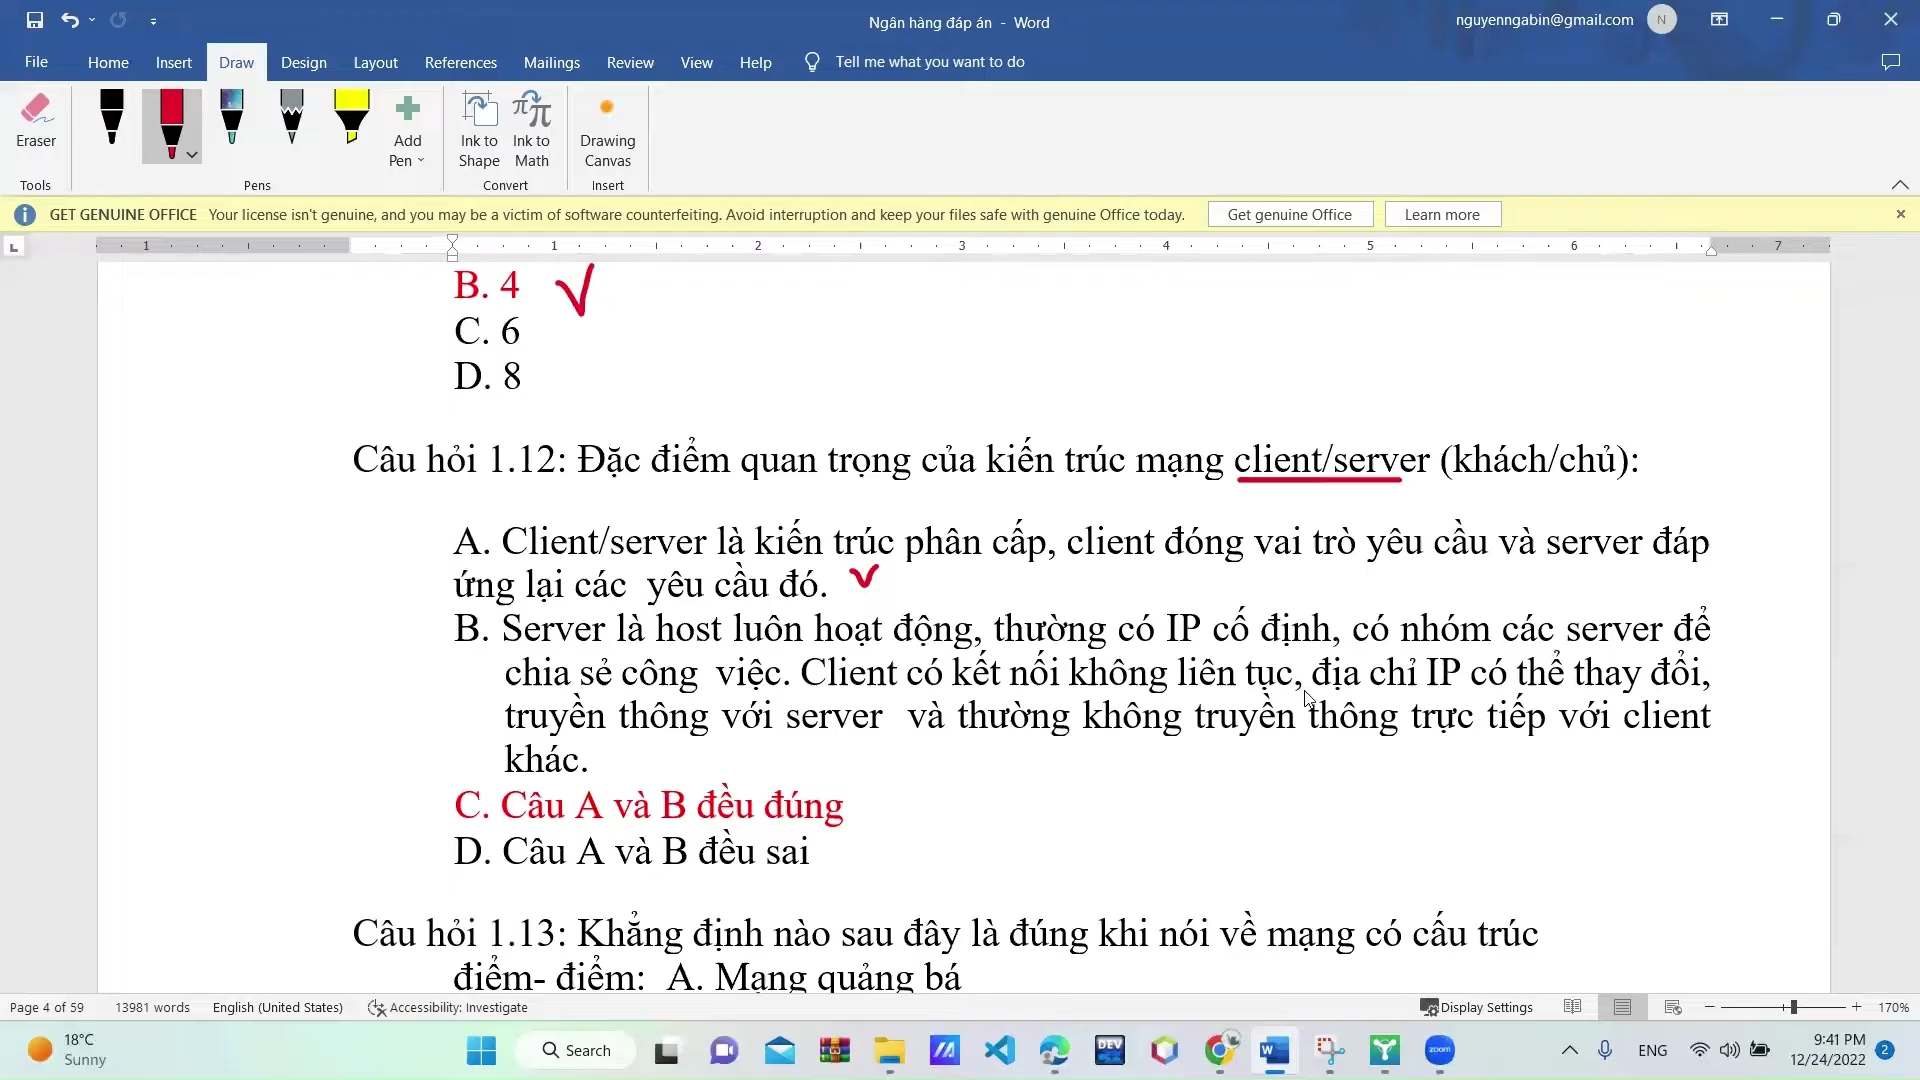 Ngân hàng đáp án - Word
nguyenngabin@gmail.com
N
File
Home
Insert
Draw
Design
Layout
References
Mailings
Review
View
Help
Tell me what you want to do
Eraser
Add
Pen
Ink to
Shape
Ink to
Math
Drawing
Canvas
Tools
Pens
Convert
Insert
GET GENUINE OFFICE Your license isn't genuine, and you may be a victim of software counterfeiting. Avoid interruption and keep your files safe with genuine Office today.
Get genuine Office
Learn more
1 1 2 3 4 5 6 7
B. 4
C. 6
D. 8
Câu hỏi 1.12: Đặc điểm quan trọng của kiến trúc mạng client/server (khách/chủ):
A. Client/server là kiến trúc phân cấp, client đóng vai trò yêu cầu và server đáp
ứng lại các yêu cầu đó.
B. Server là host luôn hoạt động, thường có IP cố định, có nhóm các server để
chia sẻ công việc. Client có kết nối không liên tục, địa chỉ IP có thể thay đổi,
truyền thông với server và thường không truyền thông trực tiếp với client
khác.
C. Câu A và B đều đúng
D. Câu A và B đều sai
Câu hỏi 1.13: Khẳng định nào sau đây là đúng khi nói về mạng có cấu trúc
điểm- điểm: A. Mạng quảng bá
Page 4 of 59
13981 words
English (United States)
Accessibility: Investigate
Display Settings
170%
18°C
Sunny
Search
DEV
zoom
ENG
9:41 PM
12/24/2022
2